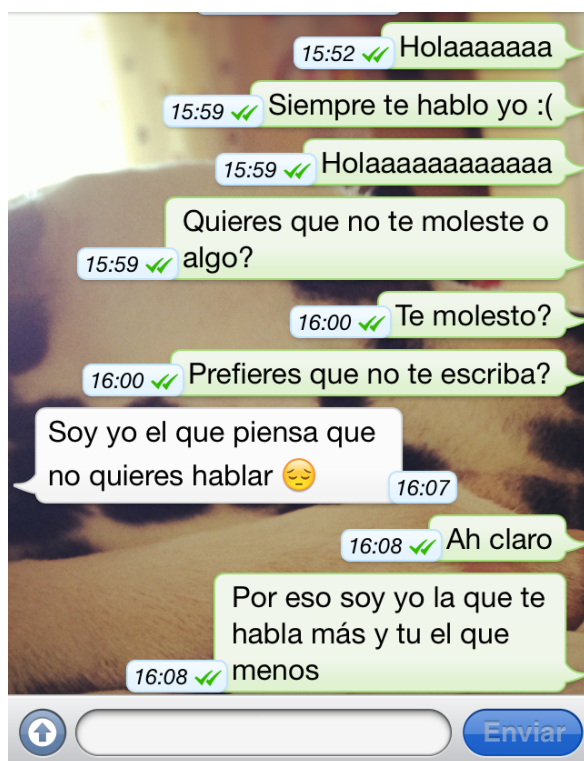 15:52 Holaaaaaaa
15:59 Siempre te hablo yo :(
15:59 Holaaaaaaaaaaaa
Quieres que no te moleste o
15:59 algo?
16:00 Te molesto?
16:00 Prefieres que no te escriba?
Soy yo el que piensa que
no quieres hablar 😔 16:07
16:08 Ah claro
Por eso soy yo la que te
habla más y tu el que
16:08 menos
Enviar